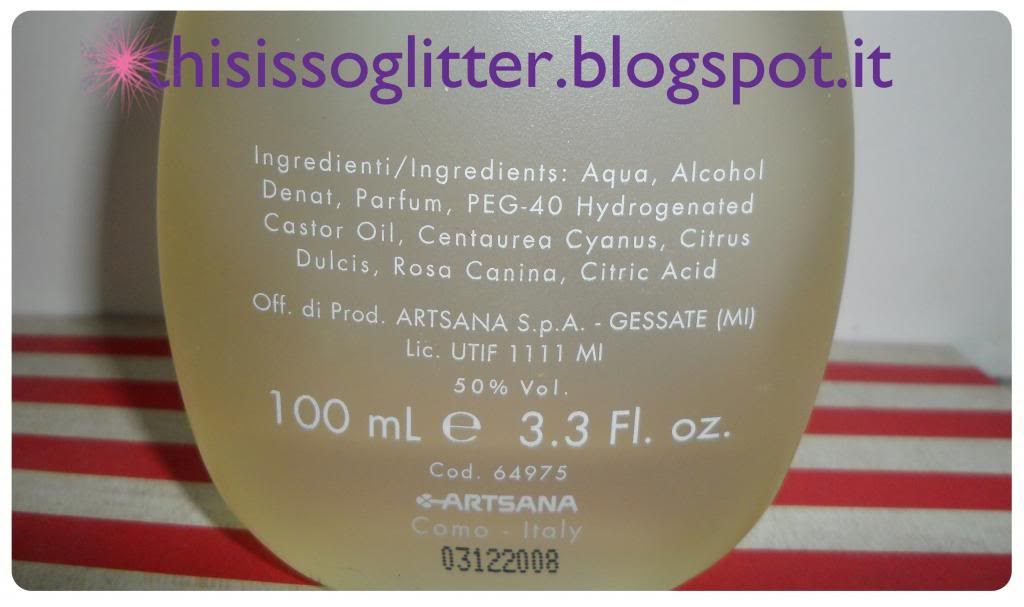 thisissoglitter.blogspot.it
Ingredienti/Ingredients: Aqua, Alcohol
Denat, Parfum, PEG-40 Hydrogenated
Castor Oil, Centaurea Cyanus, Citrus
Dulcis, Rosa Canina, Citric Acid
Off. di Prod. ARTSANA S.p.A. - GESSATE (MI)
Lic. UTIF 1111 MI
50% Vol.
100 mL ℮ 3.3 Fl. oz.
Cod. 64975
ARTSANA
Como - Italy
03122008